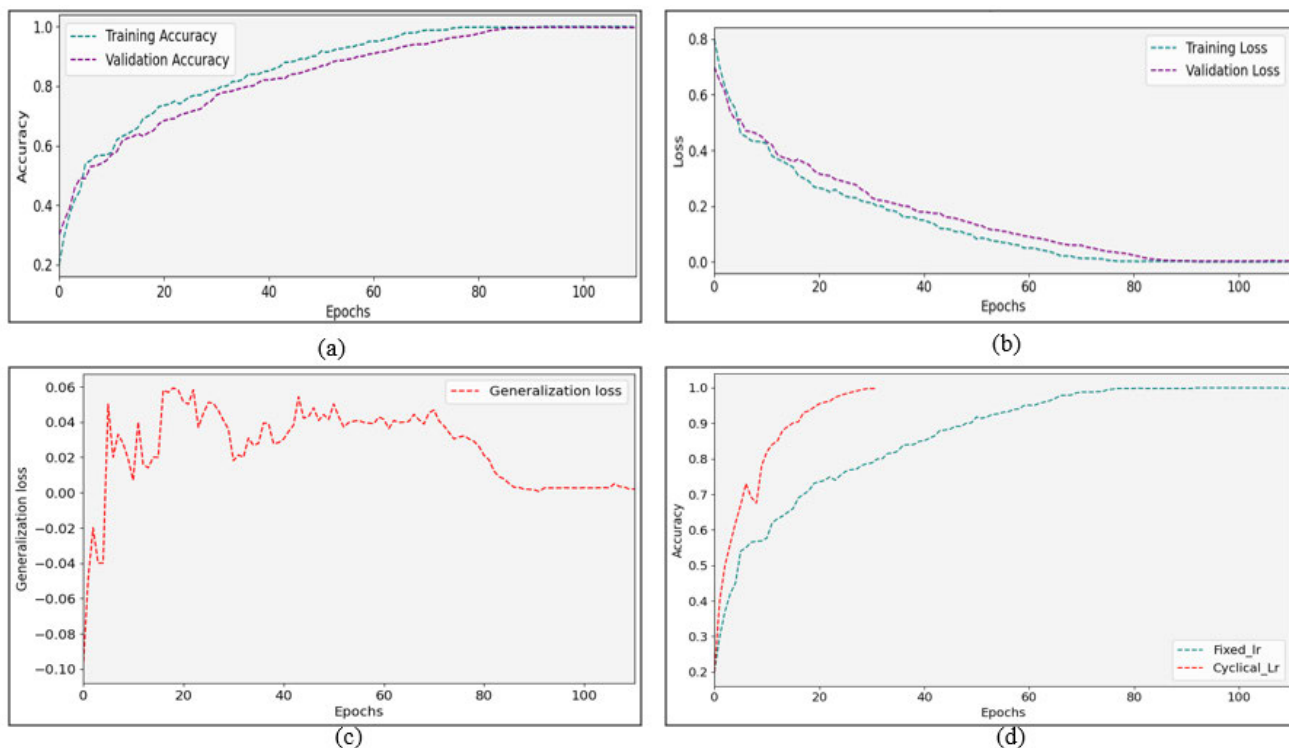 1.0
0.8
0.6
0.4
0.2
Accuracy
Training Accuracy
Validation Accuracy
0 20 40 60 80 100
Epochs
(a)
0.8
0.6
0.4
0.2
0.0
Loss
Training Loss
Validation Loss
0 20 40 60 80 100
Epochs
(b)
0.06
0.04
0.02
0.00
−0.02
−0.04
−0.06
−0.08
−0.10
Generalization loss
Generalization loss
0 20 40 60 80 100
Epochs
(c)
1.0
0.9
0.8
0.7
0.6
0.5
0.4
0.3
0.2
Accuracy
Fixed_lr
Cyclical_Lr
0 20 40 60 80 100
Epochs
(d)